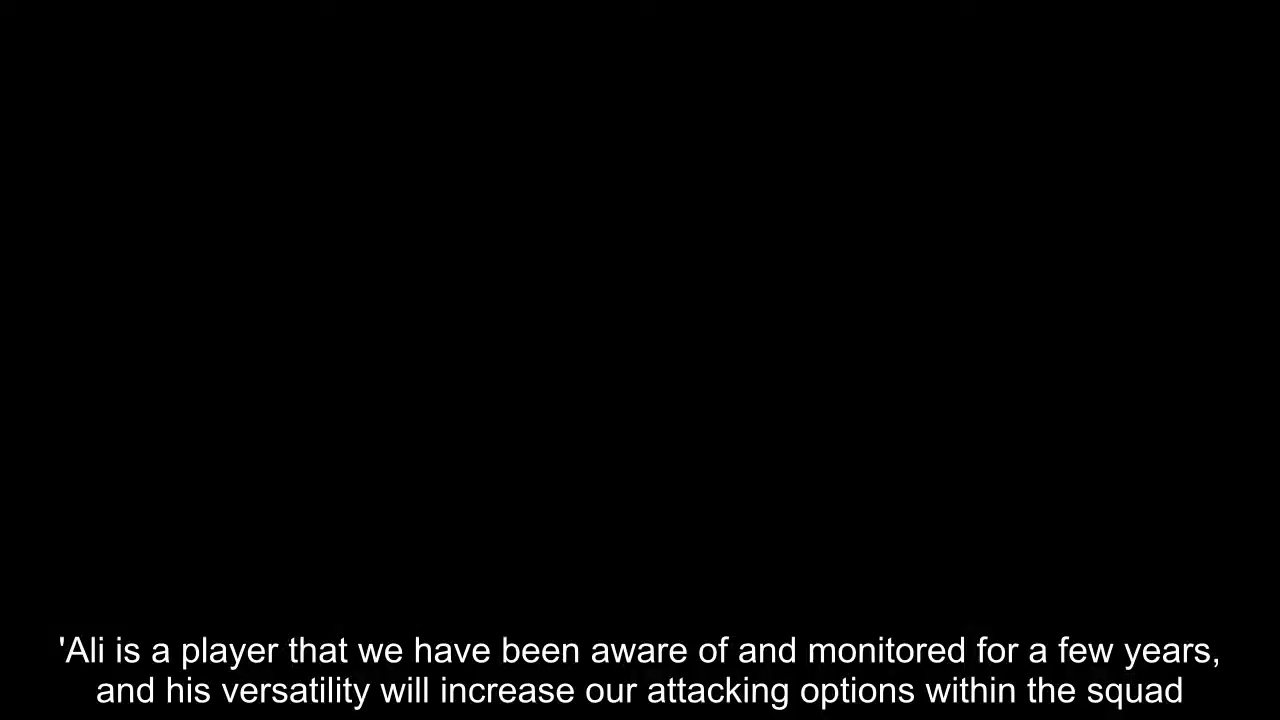 'Ali is a player that we have been aware of and monitored for a few years,
and his versatility will increase our attacking options within the squad